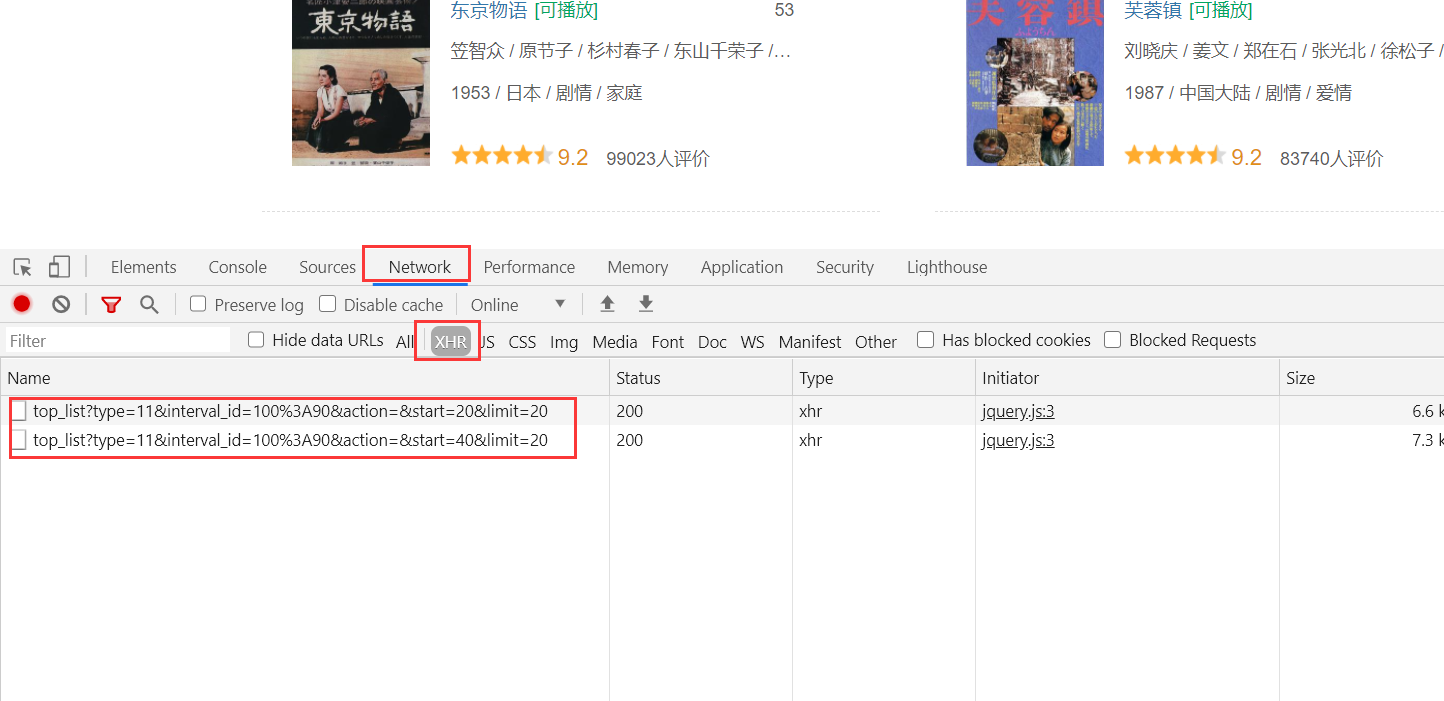 東京物語
东京物语 [可播放] 53
笠智众 / 原节子 / 杉村春子 / 东山千荣子 /...
1953 / 日本 / 剧情 / 家庭
9.2 99023人评价
芙蓉鎮
ふようちん
芙蓉镇 [可播放]
刘晓庆 / 姜文 / 郑在石 / 张光北 / 徐松子 /
1987 / 中国大陆 / 剧情 / 爱情
9.2 83740人评价
Elements Console Sources Network Performance Memory Application Security Lighthouse
Preserve log Disable cache Online
Filter Hide data URLs All XHR JS CSS Img Media Font Doc WS Manifest Other Has blocked cookies Blocked Requests
Name Status Type Initiator Size
top_list?type=11&interval_id=100%3A90&action=&start=20&limit=20 200 xhr jquery.js:3 6.6 k
top_list?type=11&interval_id=100%3A90&action=&start=40&limit=20 200 xhr jquery.js:3 7.3 k